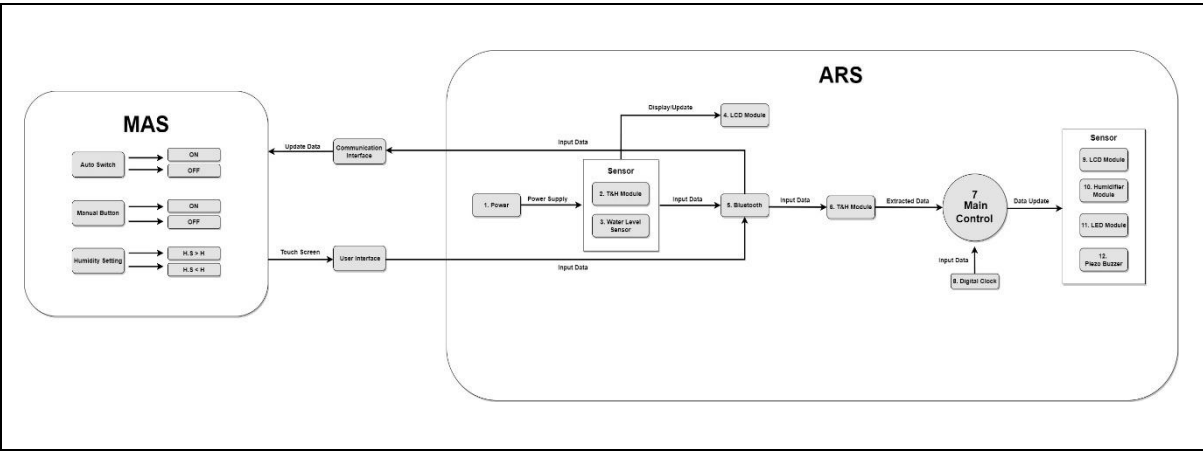 MAS
Auto Switch
ON
OFF
Manual Button
ON
OFF
Humidity Setting
H.S > H
H.S < H
Update Data
Communication
Interface
Touch Screen
User Interface
ARS
Input Data
Input Data
Display/Update
4. LCD Module
1. Power
Power Supply
Sensor
2. T&H Module
3. Water Level
Sensor
Input Data
5. Bluetooth
Input Data
6. T&H Module
Extracted Data
7
Main
Control
Input Data
8. Digital Clock
Data Update
Sensor
9. LCD Module
10. Humidifier
Module
11. LED Module
12.
Piezo Buzzer